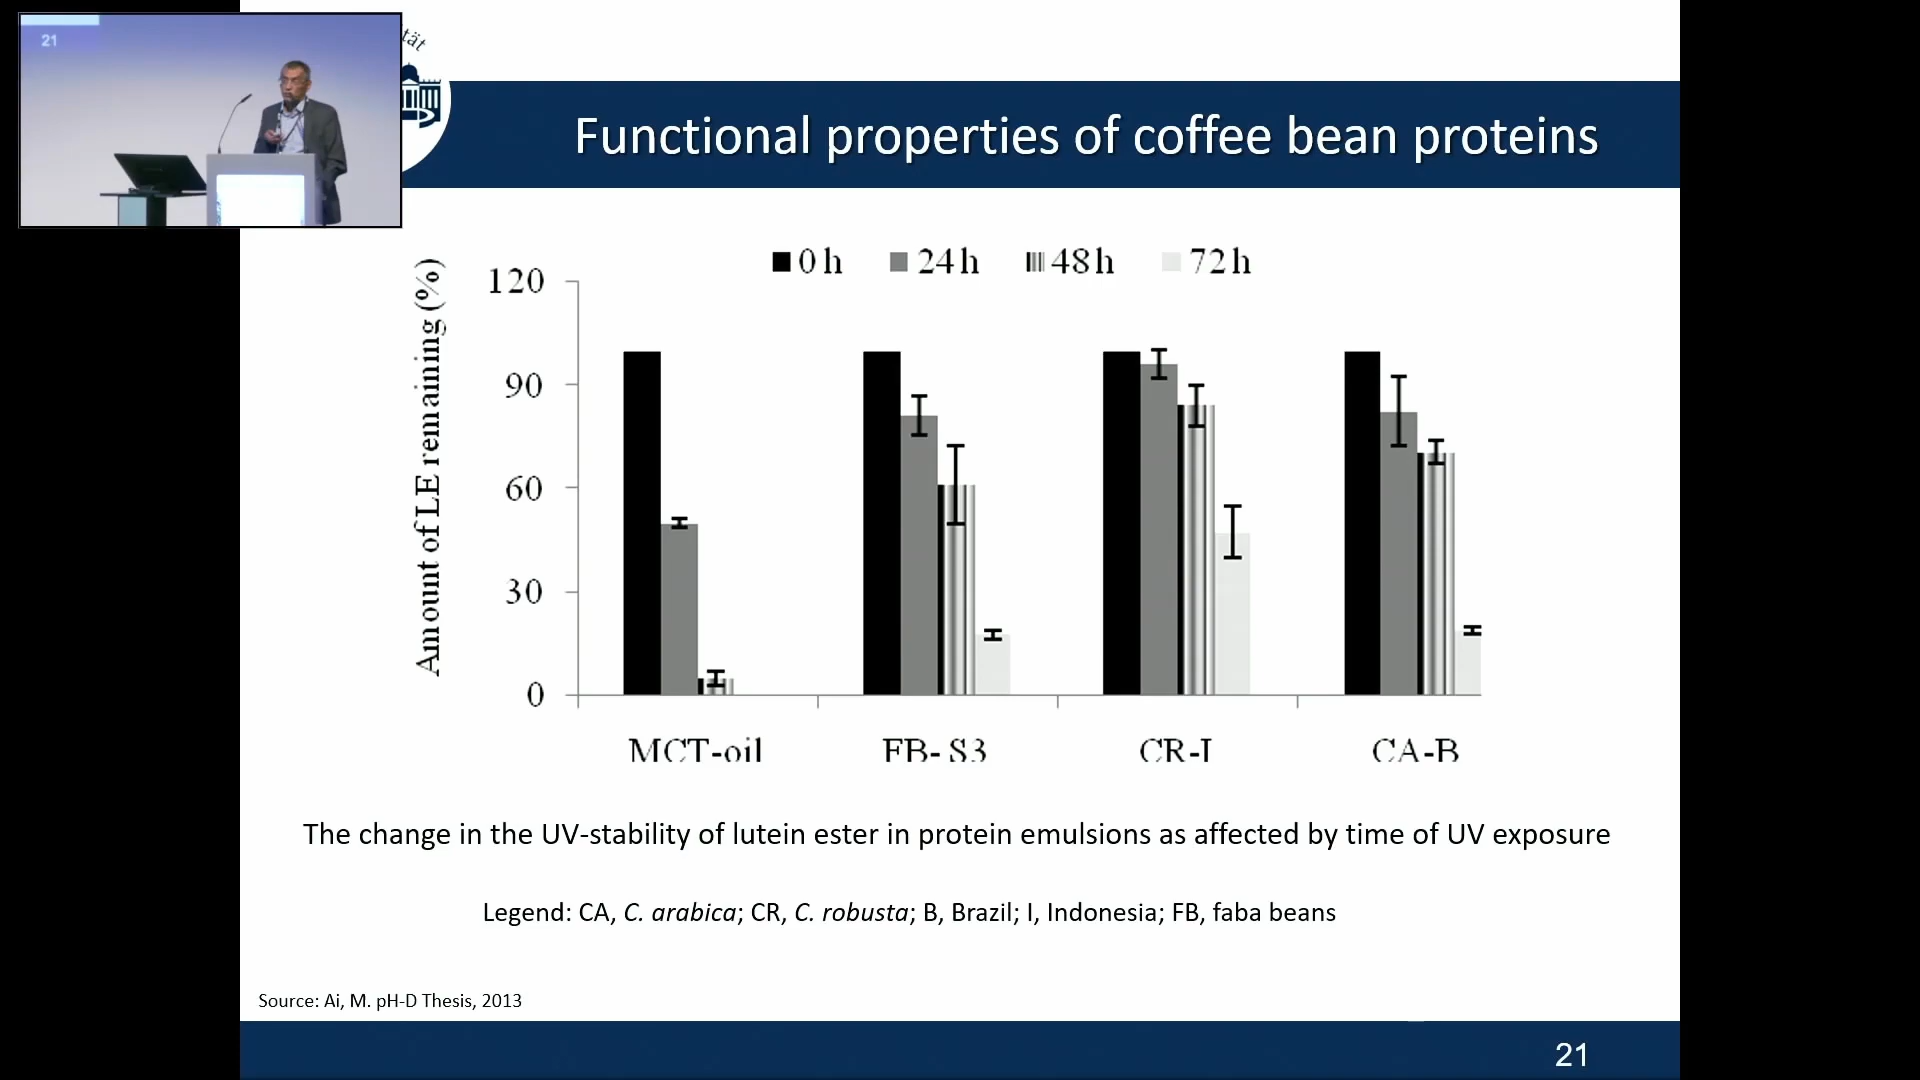 21
tät
Functional properties of coffee bean proteins
0 h 24 h 48 h 72 h
Amount of LE remaining (%)
120
90
60
30
0
MCT-oil FB- S3 CR-I CA-B
The change in the UV-stability of lutein ester in protein emulsions as affected by time of UV exposure
Legend: CA, C. arabica; CR, C. robusta; B, Brazil; I, Indonesia; FB, faba beans
Source: Ai, M. pH-D Thesis, 2013
21